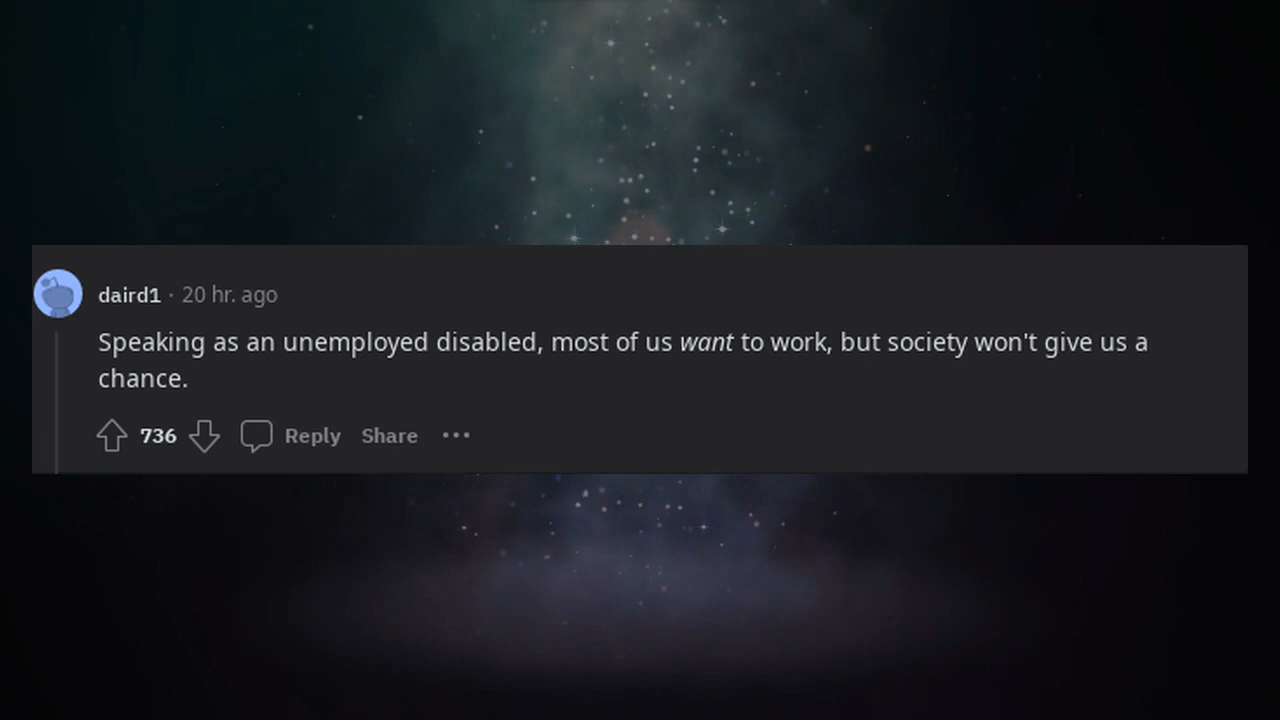 daird1 · 20 hr. ago
Speaking as an unemployed disabled, most of us want to work, but society won't give us a
chance.
736 Reply Share ···